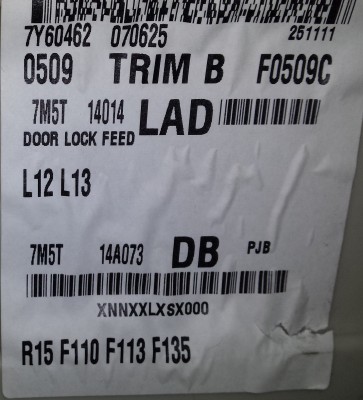 7Y60462 070625 251111
0509 TRIM B F0509C
7M5T 14014 LAD
DOOR LOCK FEED
L12 L13
7M5T 14A073 DB PJB
XNNXXLXSX000
R15 F110 F113 F135